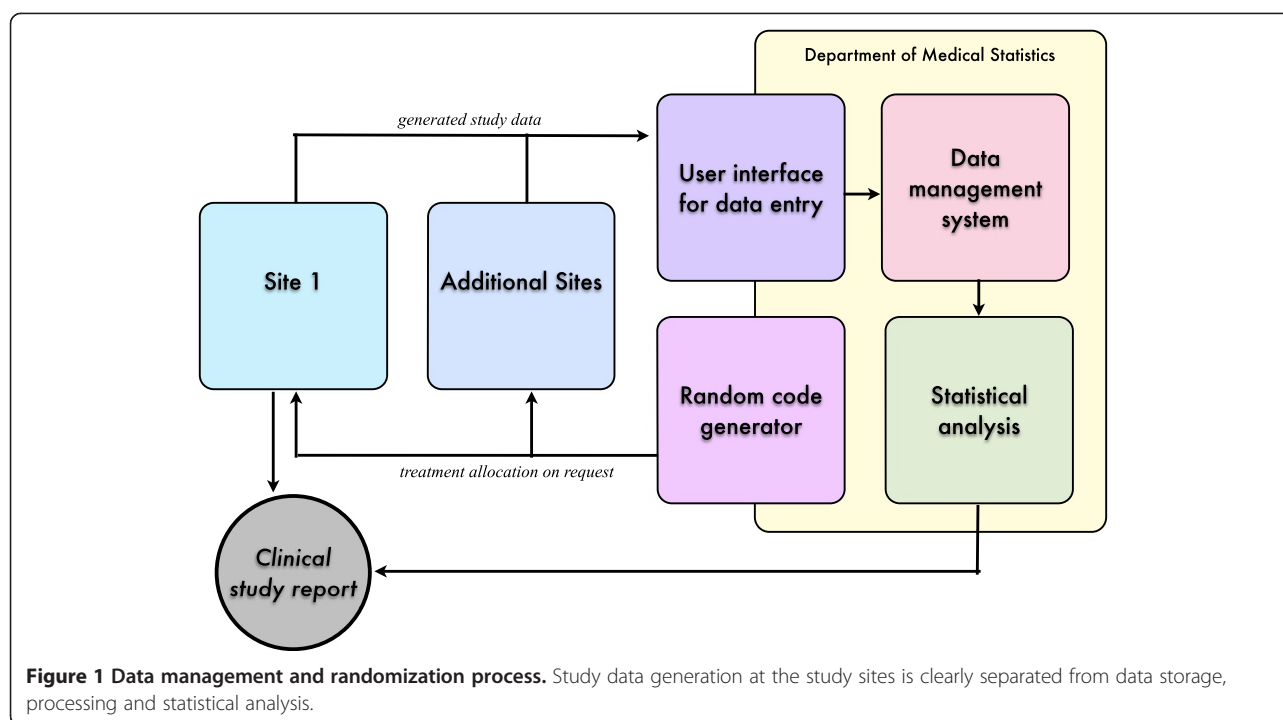 Department of Medical Statistics
generated study data
User interface
for data entry
Data
management
system
Site 1
Additional Sites
Random code
generator
Statistical
analysis
treatment allocation on request
Clinical
study report
Figure 1 Data management and randomization process. Study data generation at the study sites is clearly separated from data storage,
processing and statistical analysis.